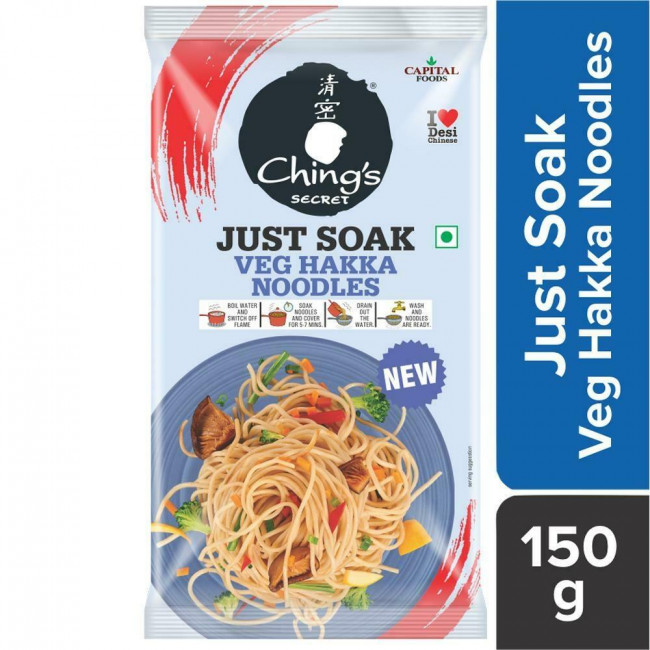 清
密
®
Ching's
SECRET
CAPITAL
FOODS
I ❤
Desi
Chinese
JUST SOAK
VEG HAKKA
NOODLES
BOIL WATER
AND
SWITCH OFF
FLAME
SOAK
NOODLES
AND COVER
FOR 5-7 MINS.
DRAIN
OUT
THE
WATER.
WASH
AND
NOODLES
ARE READY.
NEW
serving suggestion
Just Soak
Veg Hakka Noodles
150
g